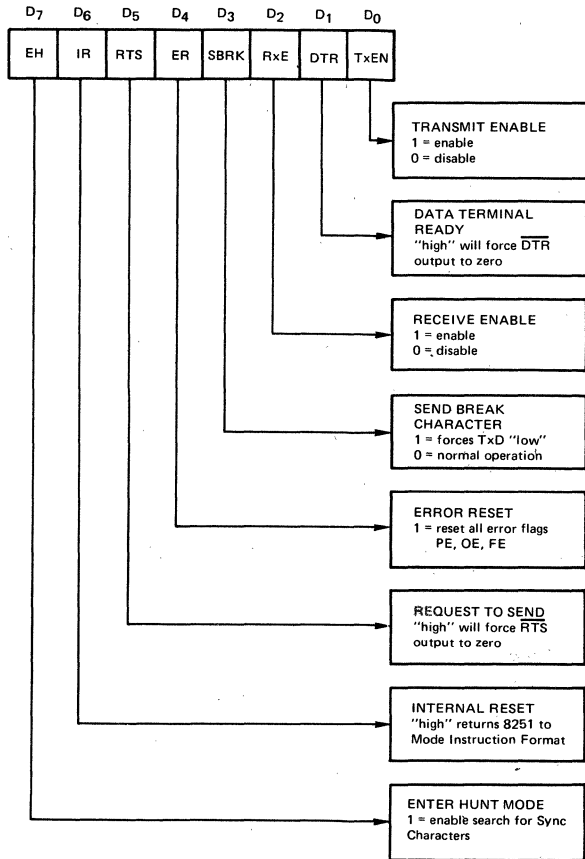 D7 D6 D5 D4 D3 D2 D1 D0
EH IR RTS ER SBRK RxE DTR TxEN
TRANSMIT ENABLE
1 = enable
0 = disable
DATA TERMINAL
READY
"high" will force DTR
output to zero
RECEIVE ENABLE
1 = enable
0 = disable
SEND BREAK
CHARACTER
1 = forces TxD "low"
0 = normal operation
ERROR RESET
1 = reset all error flags
PE, OE, FE
REQUEST TO SEND
"high" will force RTS
output to zero
INTERNAL RESET
"high" returns 8251 to
Mode Instruction Format
ENTER HUNT MODE
1 = enable search for Sync
Characters